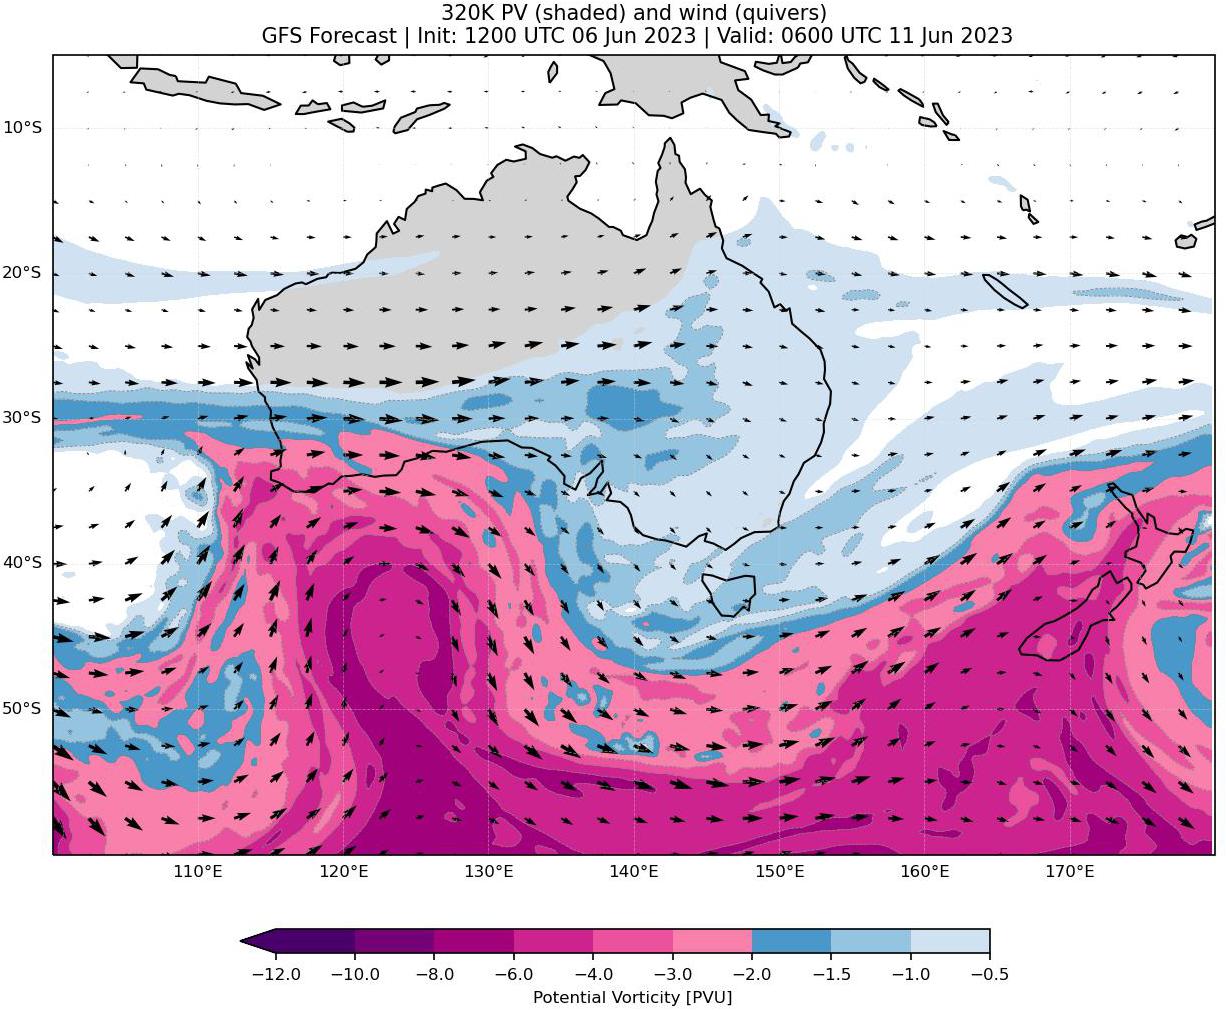 320K PV (shaded) and wind (quivers)
GFS Forecast | Init: 1200 UTC 06 Jun 2023 | Valid: 0600 UTC 11 Jun 2023
10°S
20°S
30°S
40°S
50°S
110°E 120°E 130°E 140°E 150°E 160°E 170°E
−12.0 −10.0 −8.0 −6.0 −4.0 −3.0 −2.0 −1.5 −1.0 −0.5
Potential Vorticity [PVU]